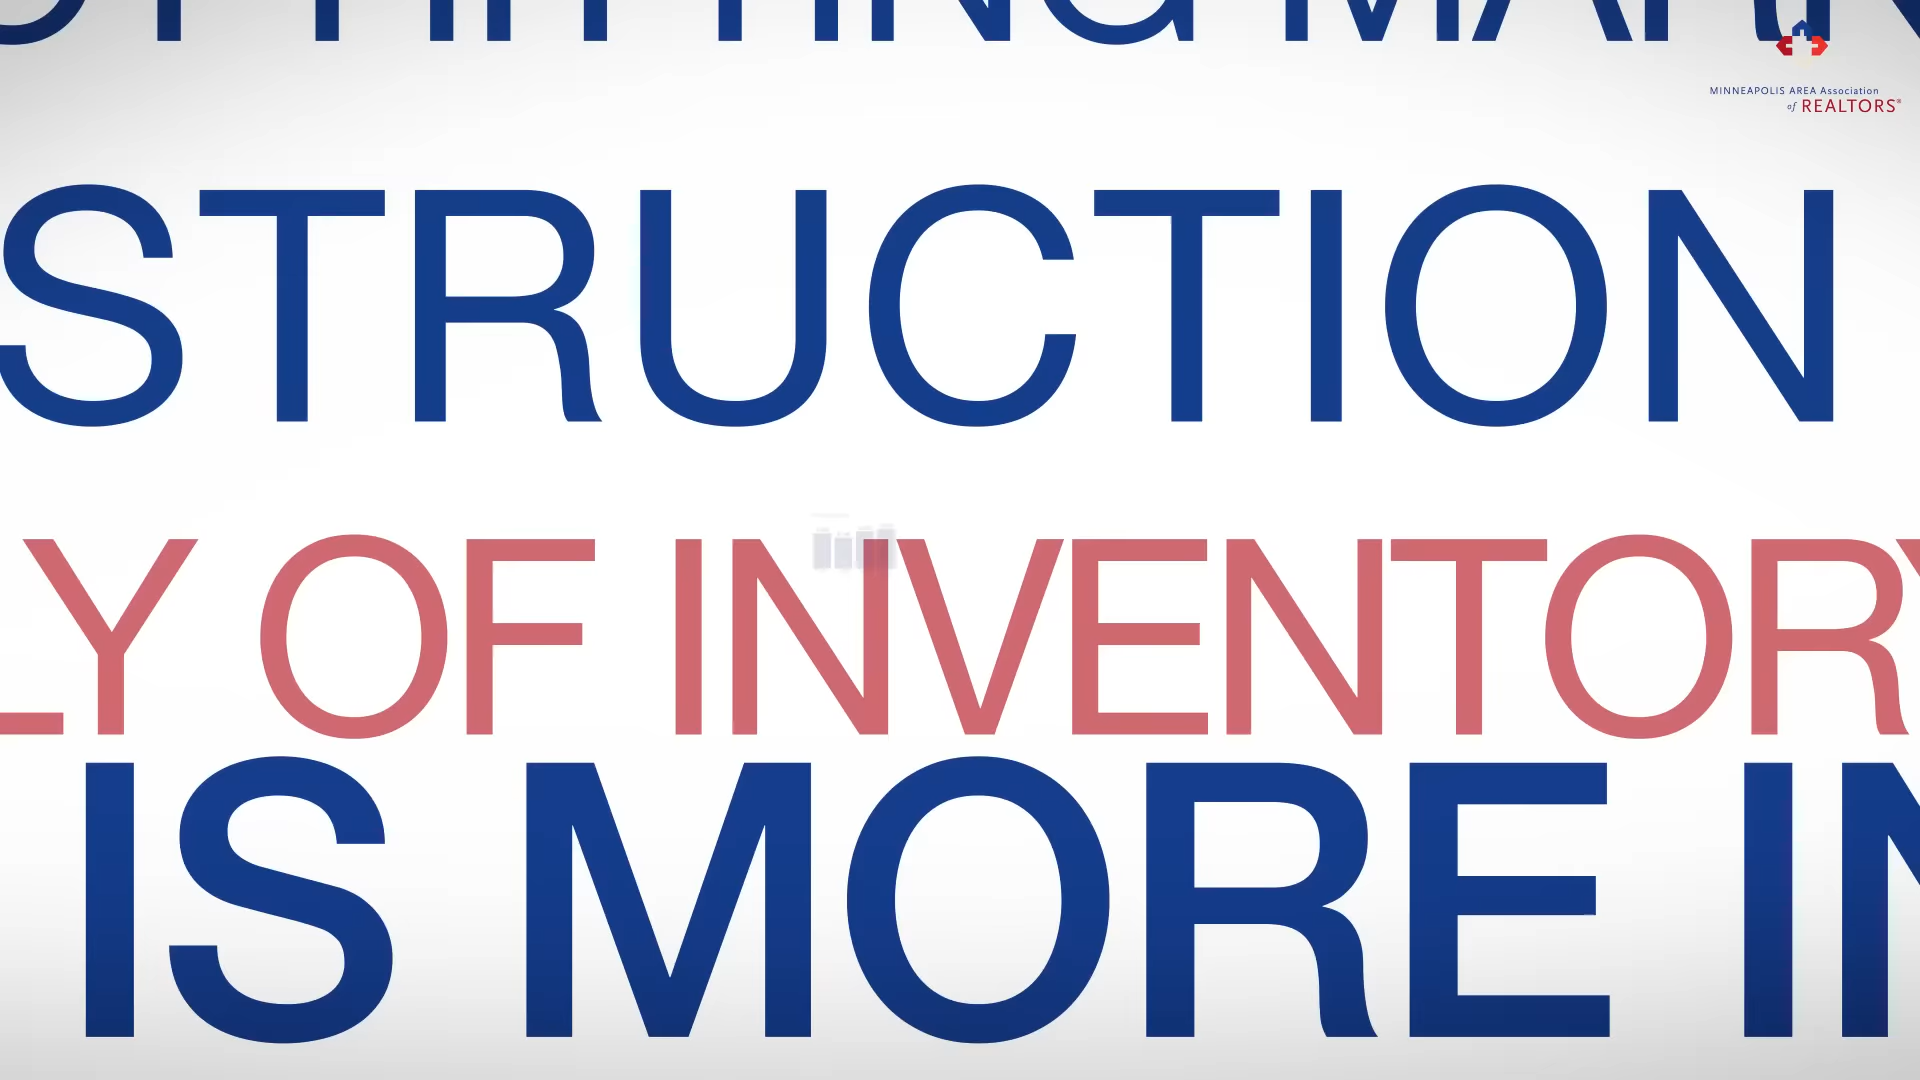 MINNEAPOLIS AREA Association
of REALTORS®
STRUCTION
LY OF INVENTORY
IS MORE IN